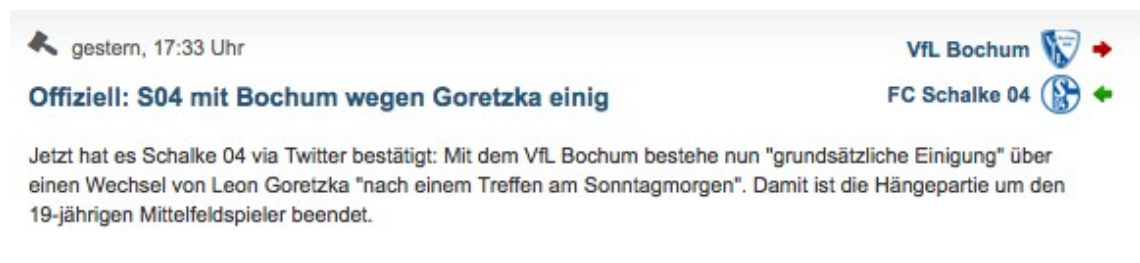 gestern, 17:33 Uhr
VfL Bochum
Offiziell: S04 mit Bochum wegen Goretzka einig
FC Schalke 04
Jetzt hat es Schalke 04 via Twitter bestätigt: Mit dem VfL Bochum bestehe nun "grundsätzliche Einigung" über
einen Wechsel von Leon Goretzka "nach einem Treffen am Sonntagmorgen". Damit ist die Hängepartie um den
19-jährigen Mittelfeldspieler beendet.